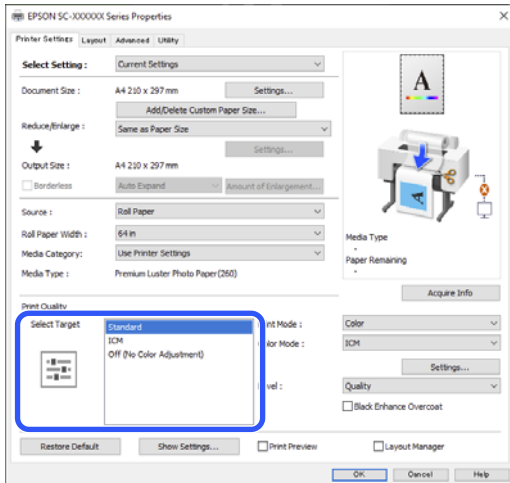 EPSON SC-XXXXXX Series Properties
Printer Settings Layout Advanced Utility
Select Setting : Current Settings
Document Size : A4 210 x 297 mm Settings...
Add/Delete Custom Paper Size...
Reduce/Enlarge : Same as Paper Size
Settings...
Output Size : A4 210 x 297 mm
Borderless Auto Expand Amount of Enlargement...
Source : Roll Paper
Roll Paper Width : 64 in
Media Category: Use Printer Settings
Media Type : Premium Luster Photo Paper(260)
A
A
Media Type
-
Paper Remaining
-
Acquire Info
Print Quality
Select Target
Standard
ICM
Off (No Color Adjustment)
nt Mode : Color
lor Mode : ICM
Settings...
vel : Quality
Black Enhance Overcoat
Restore Default Show Settings... Print Preview Layout Manager
OK Cancel Help